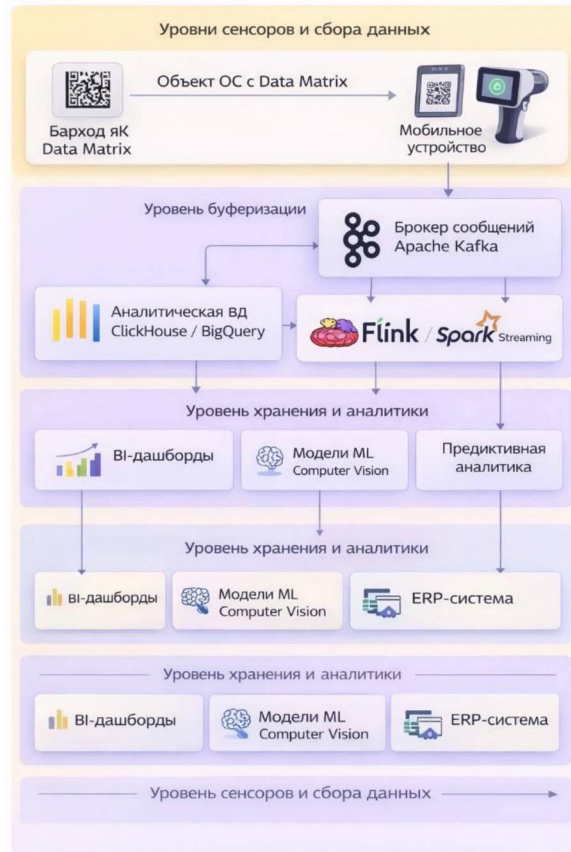 Уровни сенсоров и сбора данных
Объект ОС с Data Matrix
Барход яК
Data Matrix
Мобильное
устройство
Уровень буферизации
Брокер сообщений
Apache Kafka
Аналитическая ВД
ClickHouse / BigQuery
Flink / Spark Streaming
Уровень хранения и аналитики
BI-дашборды
Модели ML
Computer Vision
Предиктивная
аналитика
Уровень хранения и аналитики
BI-дашборды
Модели ML
Computer Vision
ERP-система
Уровень хранения и аналитики
BI-дашборды
Модели ML
Computer Vision
ERP-система
Уровень сенсоров и сбора данных